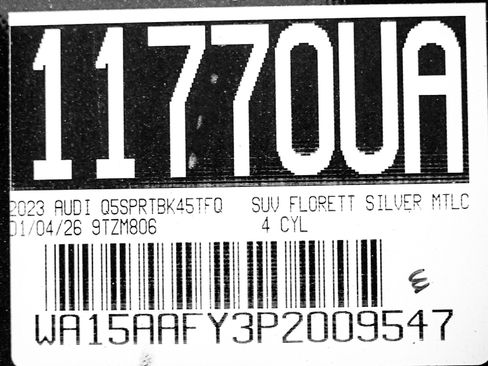 11770UA
2023 AUDI Q5SPRTBK45TFQ SUV FLORETT SILVER MTLC
01/04/26 9TZM806 4 CYL
WA15AAFY3P2009547